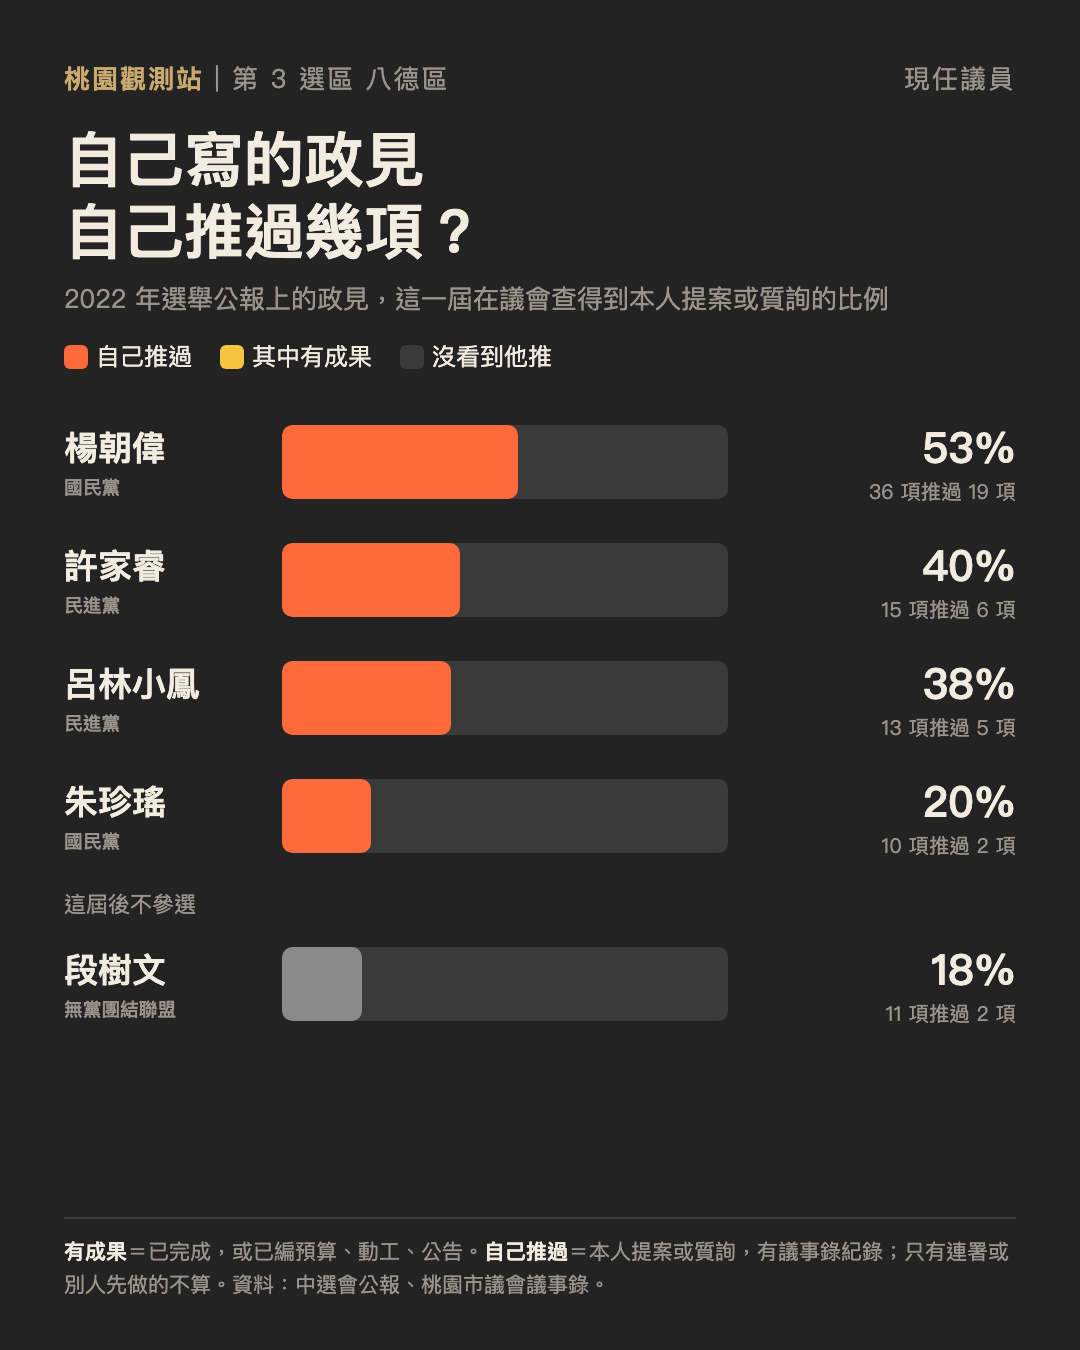 桃園觀測站｜第 3 選區 八德區
現任議員
自己寫的政見
自己推過幾項？
2022 年選舉公報上的政見，這一屆在議會查得到本人提案或質詢的比例
自己推過 其中有成果 沒看到他推
楊朝偉
國民黨
53%
36 項推過 19 項
許家睿
民進黨
40%
15 項推過 6 項
呂林小鳳
民進黨
38%
13 項推過 5 項
朱珍瑤
國民黨
20%
10 項推過 2 項
這屆後不參選
段樹文
無黨團結聯盟
18%
11 項推過 2 項
有成果＝已完成，或已編預算、動工、公告。自己推過＝本人提案或質詢，有議事錄紀錄；只有連署或
別人先做的不算。資料：中選會公報、桃園市議會議事錄。